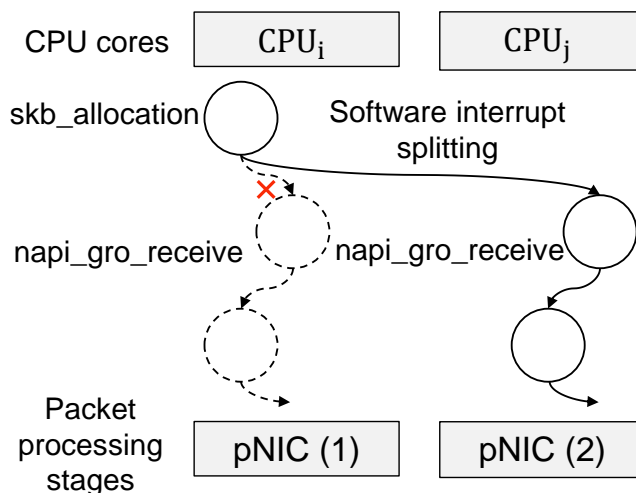 CPU cores
CPUi
CPUj
skb_allocation
Software interrupt
splitting
napi_gro_receive
napi_gro_receive
Packet
processing
stages
pNIC (1)
pNIC (2)